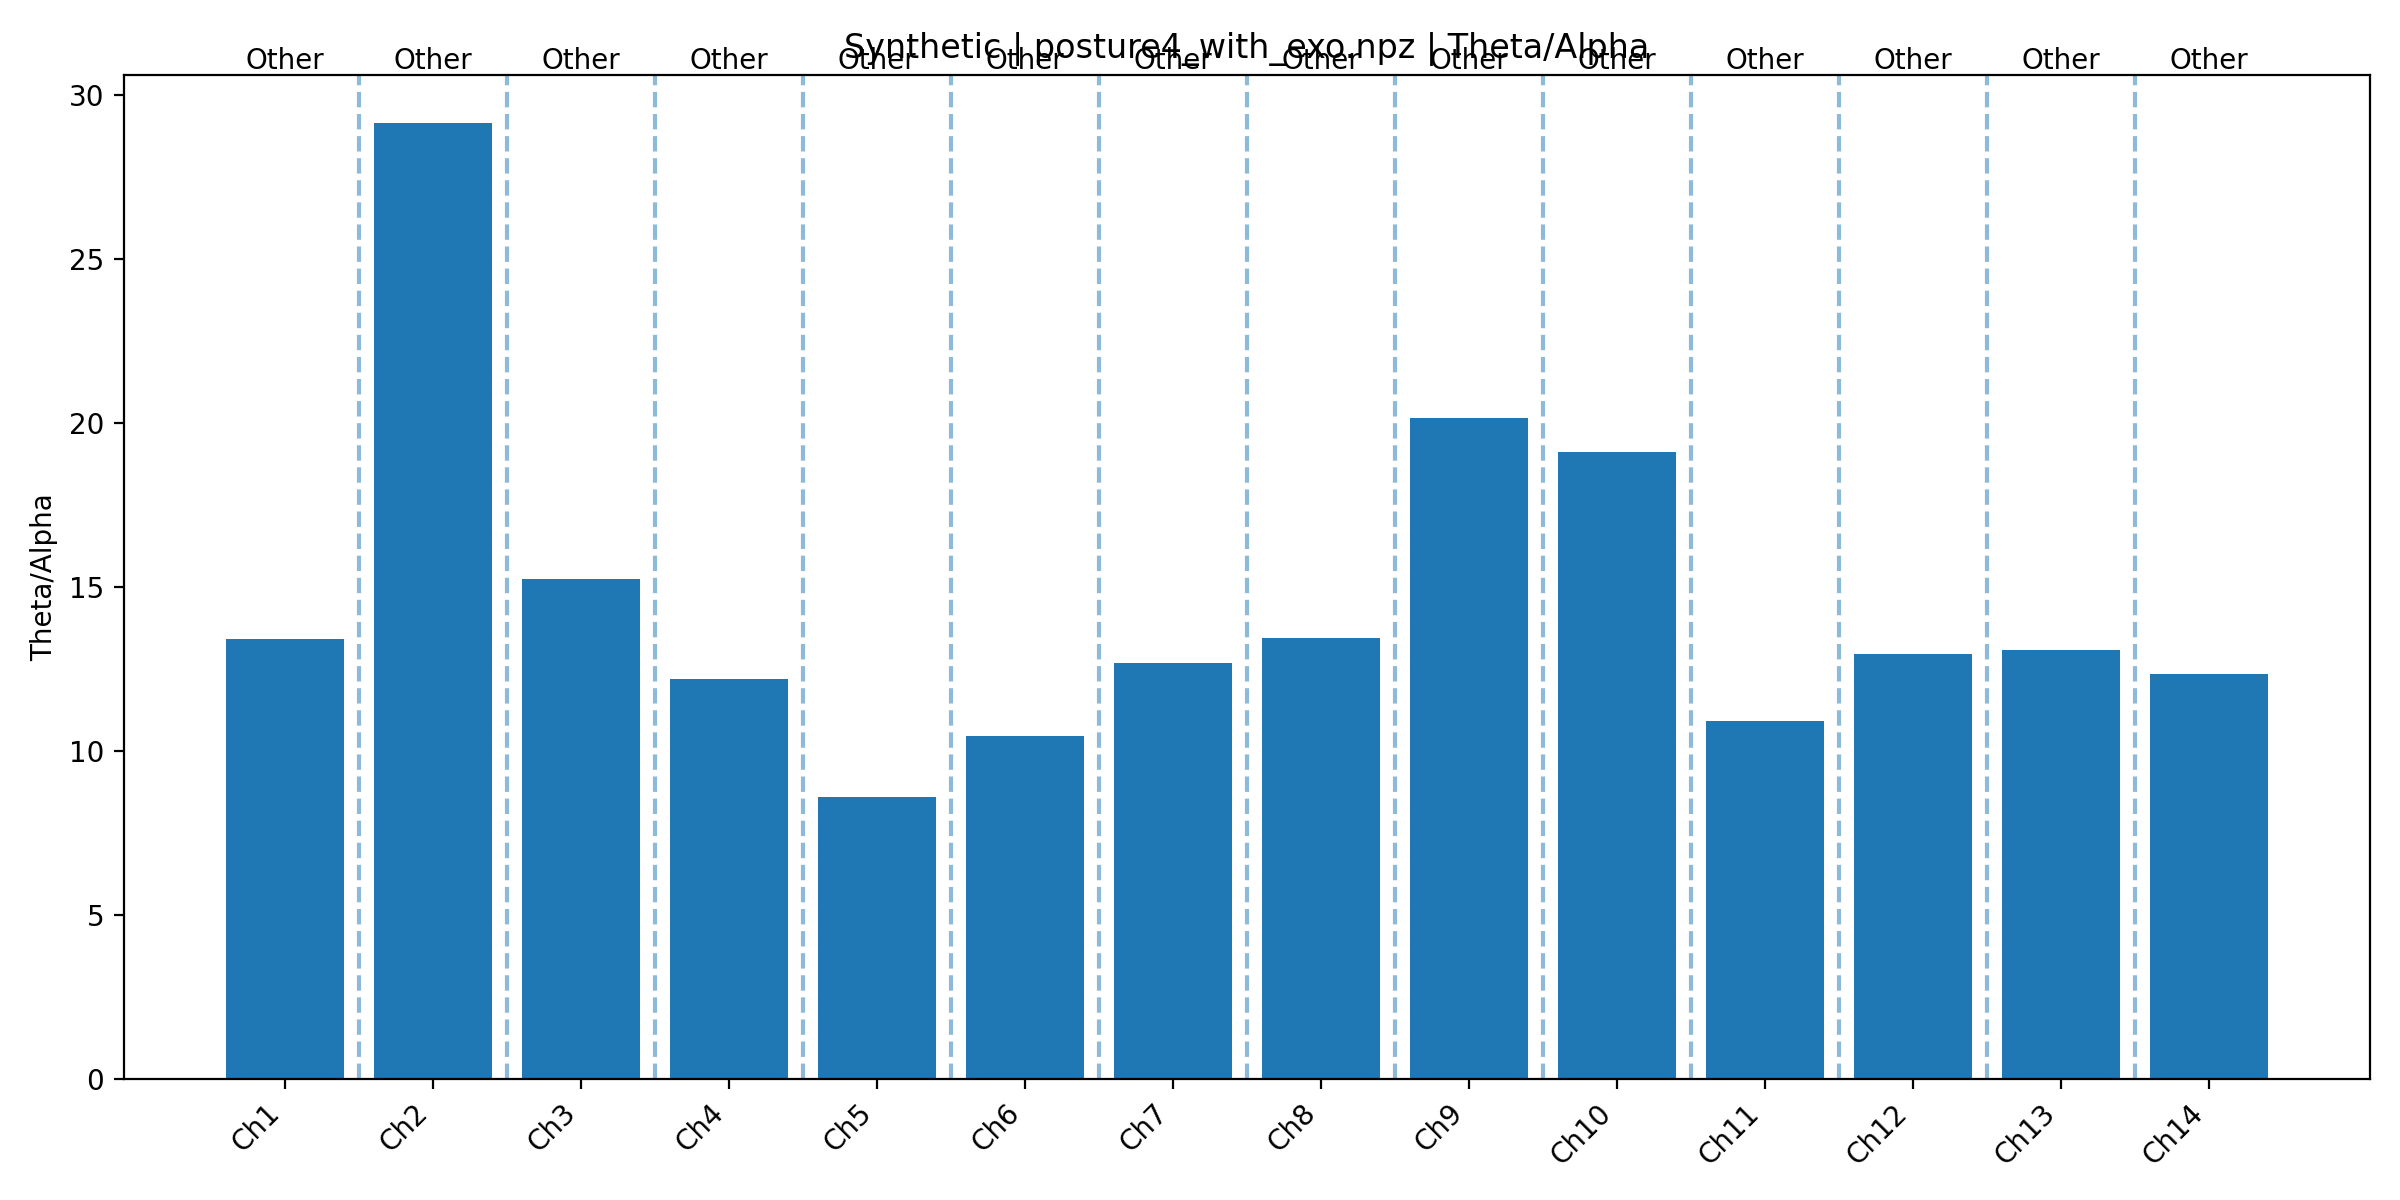 Synthetic | posture4_with_exo.npz | Theta/Alpha
Other Other Other Other Other Other Other Other Other Other Other Other Other Other
30
25
20
15
10
5
0
Theta/Alpha
Ch1 Ch2 Ch3 Ch4 Ch5 Ch6 Ch7 Ch8 Ch9 Ch10 Ch11 Ch12 Ch13 Ch14